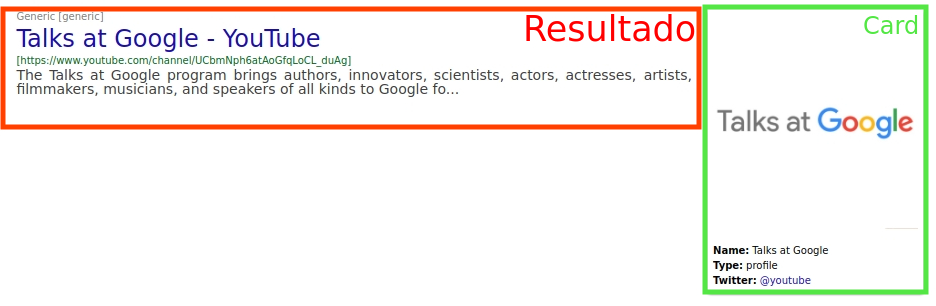 Generic [generic]
Resultado
Talks at Google - YouTube
[https://www.youtube.com/channel/UCbmNph6atAoGfqLoCL_duAg]
The Talks at Google program brings authors, innovators, scientists, actors, actresses, artists,
filmmakers, musicians, and speakers of all kinds to Google fo...
Card
Talks at Google
Name: Talks at Google
Type: profile
Twitter: @youtube